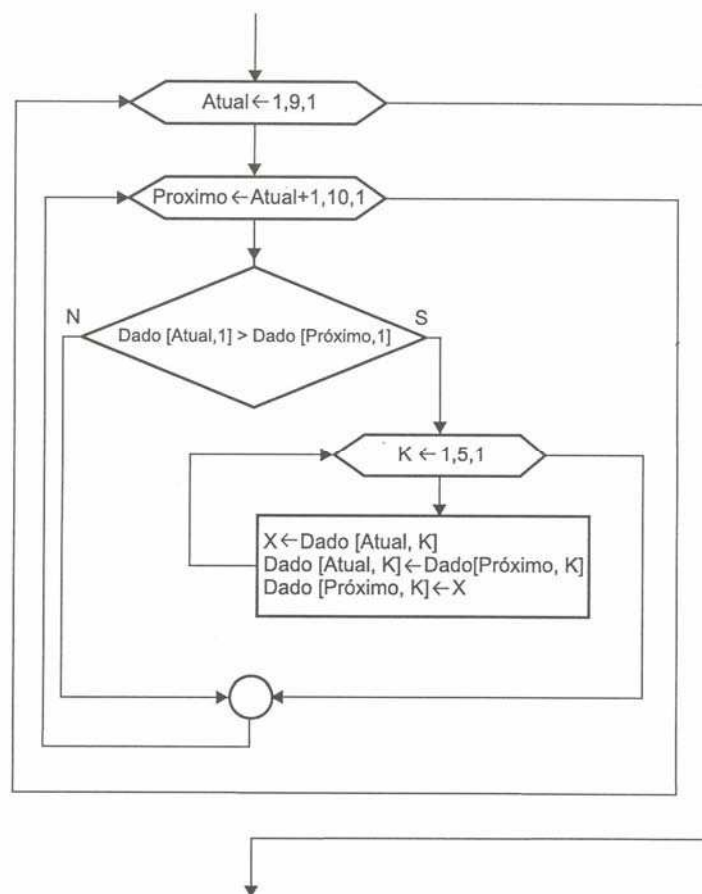 Atual←1,9,1
Proximo←Atual+1,10,1
N
S
Dado [Atual,1] > Dado [Próximo,1]
K ← 1,5,1
X←Dado [Atual, K]
Dado [Atual, K]←Dado[Próximo, K]
Dado [Próximo, K]←X